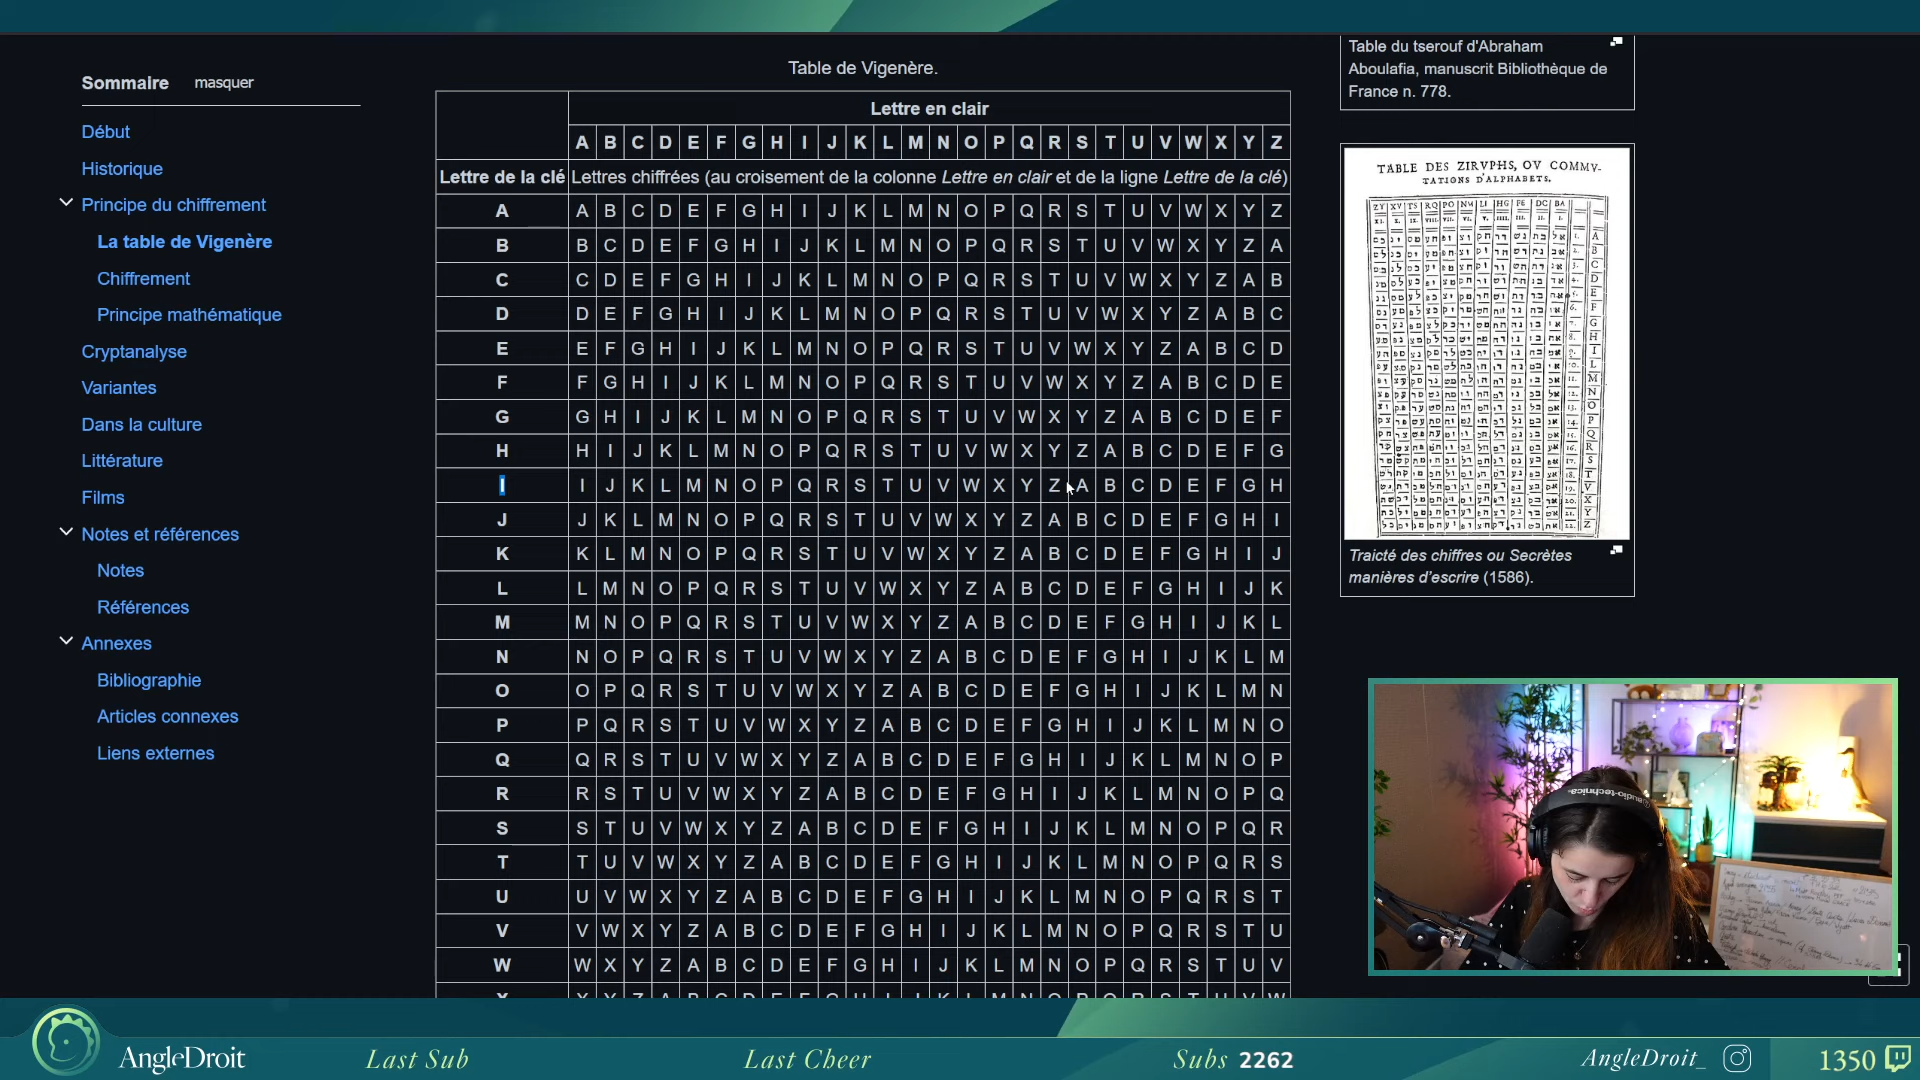 Sommaire masquer
Début
Historique
Principe du chiffrement
La table de Vigenère
Chiffrement
Principe mathématique
Cryptanalyse
Variantes
Dans la culture
Littérature
Films
Notes et références
Notes
Références
Annexes
Bibliographie
Articles connexes
Liens externes
Table de Vigenère.
Lettre en clair
A B C D E F G H I J K L M N O P Q R S T U V W X Y Z
Lettre de la clé Lettres chiffrées (au croisement de la colonne Lettre en clair et de la ligne Lettre de la clé)
A A B C D E F G H I J K L M N O P Q R S T U V W X Y Z
B B C D E F G H I J K L M N O P Q R S T U V W X Y Z A
C C D E F G H I J K L M N O P Q R S T U V W X Y Z A B
D D E F G H I J K L M N O P Q R S T U V W X Y Z A B C
E E F G H I J K L M N O P Q R S T U V W X Y Z A B C D
F F G H I J K L M N O P Q R S T U V W X Y Z A B C D E
G G H I J K L M N O P Q R S T U V W X Y Z A B C D E F
H H I J K L M N O P Q R S T U V W X Y Z A B C D E F G
I I J K L M N O P Q R S T U V W X Y Z A B C D E F G H
J J K L M N O P Q R S T U V W X Y Z A B C D E F G H I
K K L M N O P Q R S T U V W X Y Z A B C D E F G H I J
L L M N O P Q R S T U V W X Y Z A B C D E F G H I J K
M M N O P Q R S T U V W X Y Z A B C D E F G H I J K L
N N O P Q R S T U V W X Y Z A B C D E F G H I J K L M
O O P Q R S T U V W X Y Z A B C D E F G H I J K L M N
P P Q R S T U V W X Y Z A B C D E F G H I J K L M N O
Q Q R S T U V W X Y Z A B C D E F G H I J K L M N O P
R R S T U V W X Y Z A B C D E F G H I J K L M N O P Q
S S T U V W X Y Z A B C D E F G H I J K L M N O P Q R
T T U V W X Y Z A B C D E F G H I J K L M N O P Q R S
U U V W X Y Z A B C D E F G H I J K L M N O P Q R S T
V V W X Y Z A B C D E F G H I J K L M N O P Q R S T U
W W X Y Z A B C D E F G H I J K L M N O P Q R S T U V
Table du tserouf d'Abraham
Aboulafia, manuscrit Bibliothèque de
France n. 778.
TABLE DES ZIRVPHS, OV COMMV-
TATIONS D'ALPHABETS.
Traicté des chiffres ou Secrètes
manières d'escrire (1586).
audio-technica.
AngleDroit Last Sub Last Cheer Subs 2262 AngleDroit_ 1350